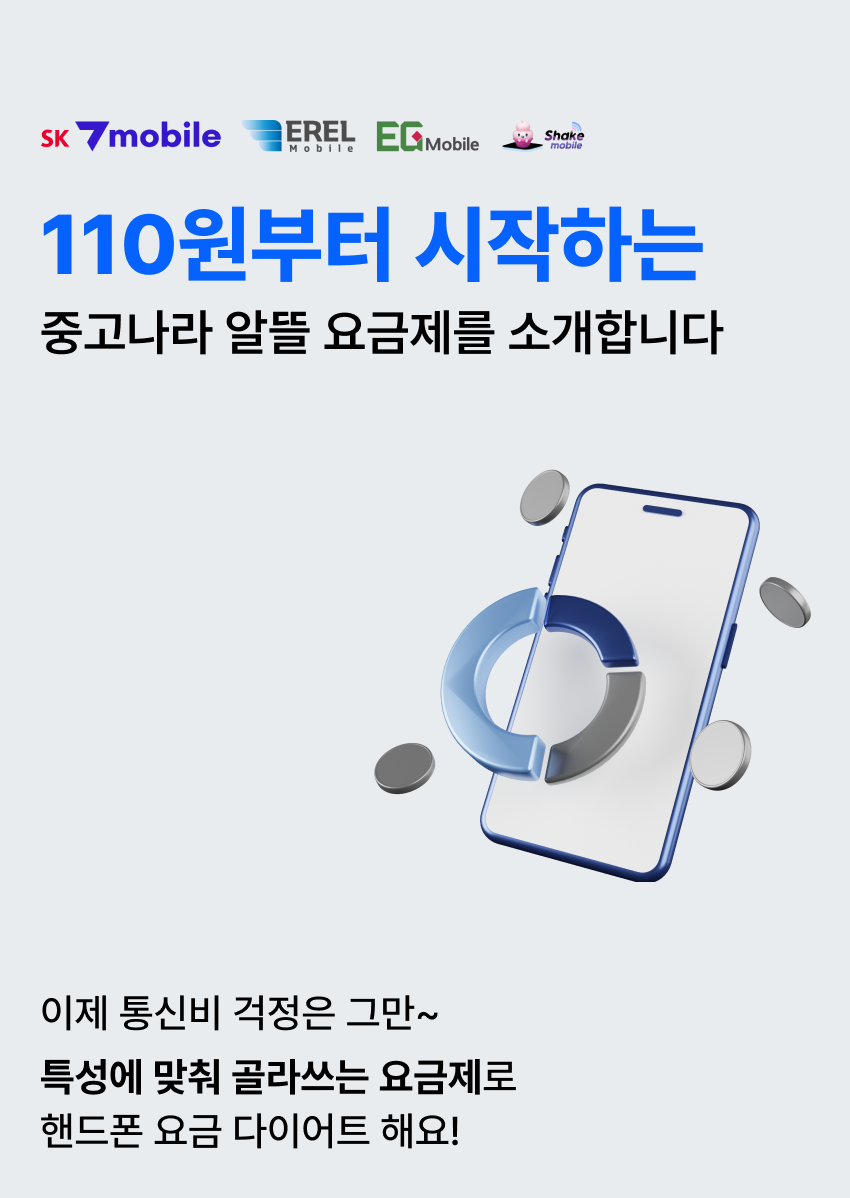 SK 7mobile EREL Mobile EG Mobile Shake mobile
110원부터 시작하는
중고나라 알뜰 요금제를 소개합니다
이제 통신비 걱정은 그만~
특성에 맞춰 골라쓰는 요금제로
핸드폰 요금 다이어트 해요!